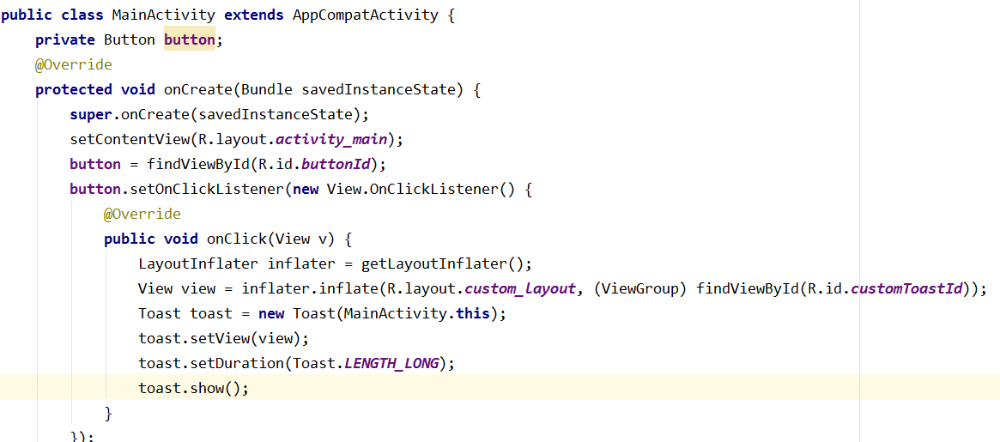 public class MainActivity extends AppCompatActivity {
    private Button button;
    @Override
    protected void onCreate(Bundle savedInstanceState) {
        super.onCreate(savedInstanceState);
        setContentView(R.layout.activity_main);
        button = findViewById(R.id.buttonId);
        button.setOnClickListener(new View.OnClickListener() {
            @Override
            public void onClick(View v) {
                LayoutInflater inflater = getLayoutInflater();
                View view = inflater.inflate(R.layout.custom_layout, (ViewGroup) findViewById(R.id.customToastId));
                Toast toast = new Toast(MainActivity.this);
                toast.setView(view);
                toast.setDuration(Toast.LENGTH_LONG);
                toast.show();
            }
        });